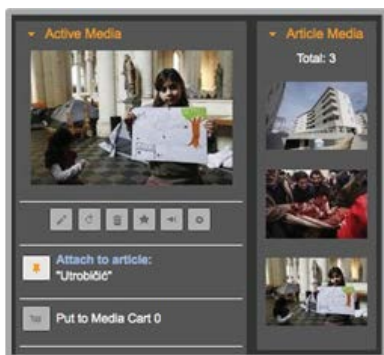 Active Media
Attach to article:
"Utrobičić"
Put to Media Cart 0
Article Media
Total: 3